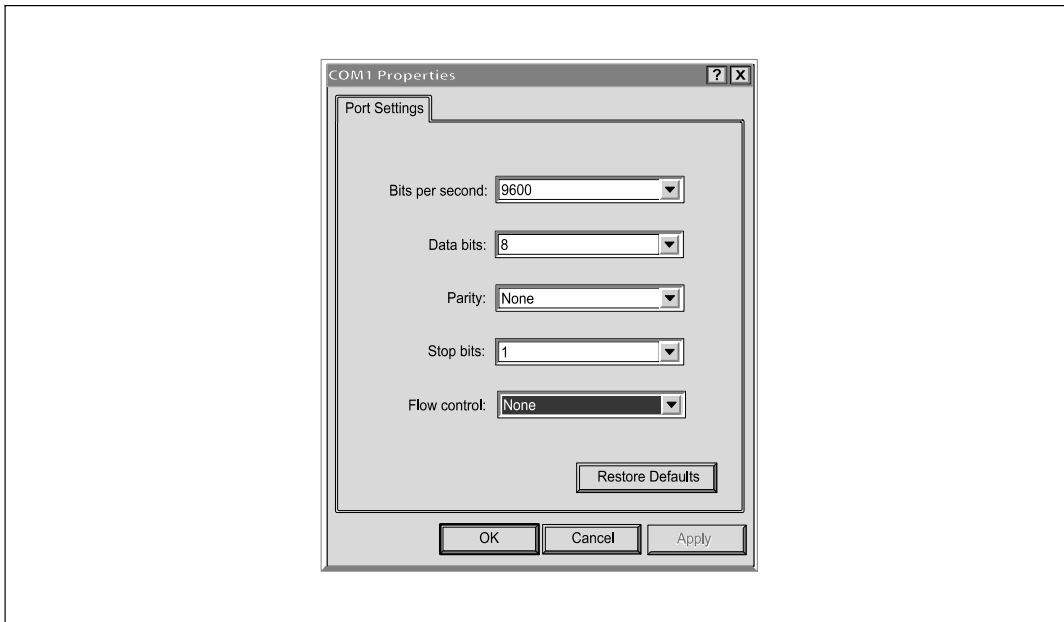 COM1 Properties
? X
Port Settings
Bits per second: 9600
Data bits: 8
Parity: None
Stop bits: 1
Flow control: None
Restore Defaults
OK Cancel Apply